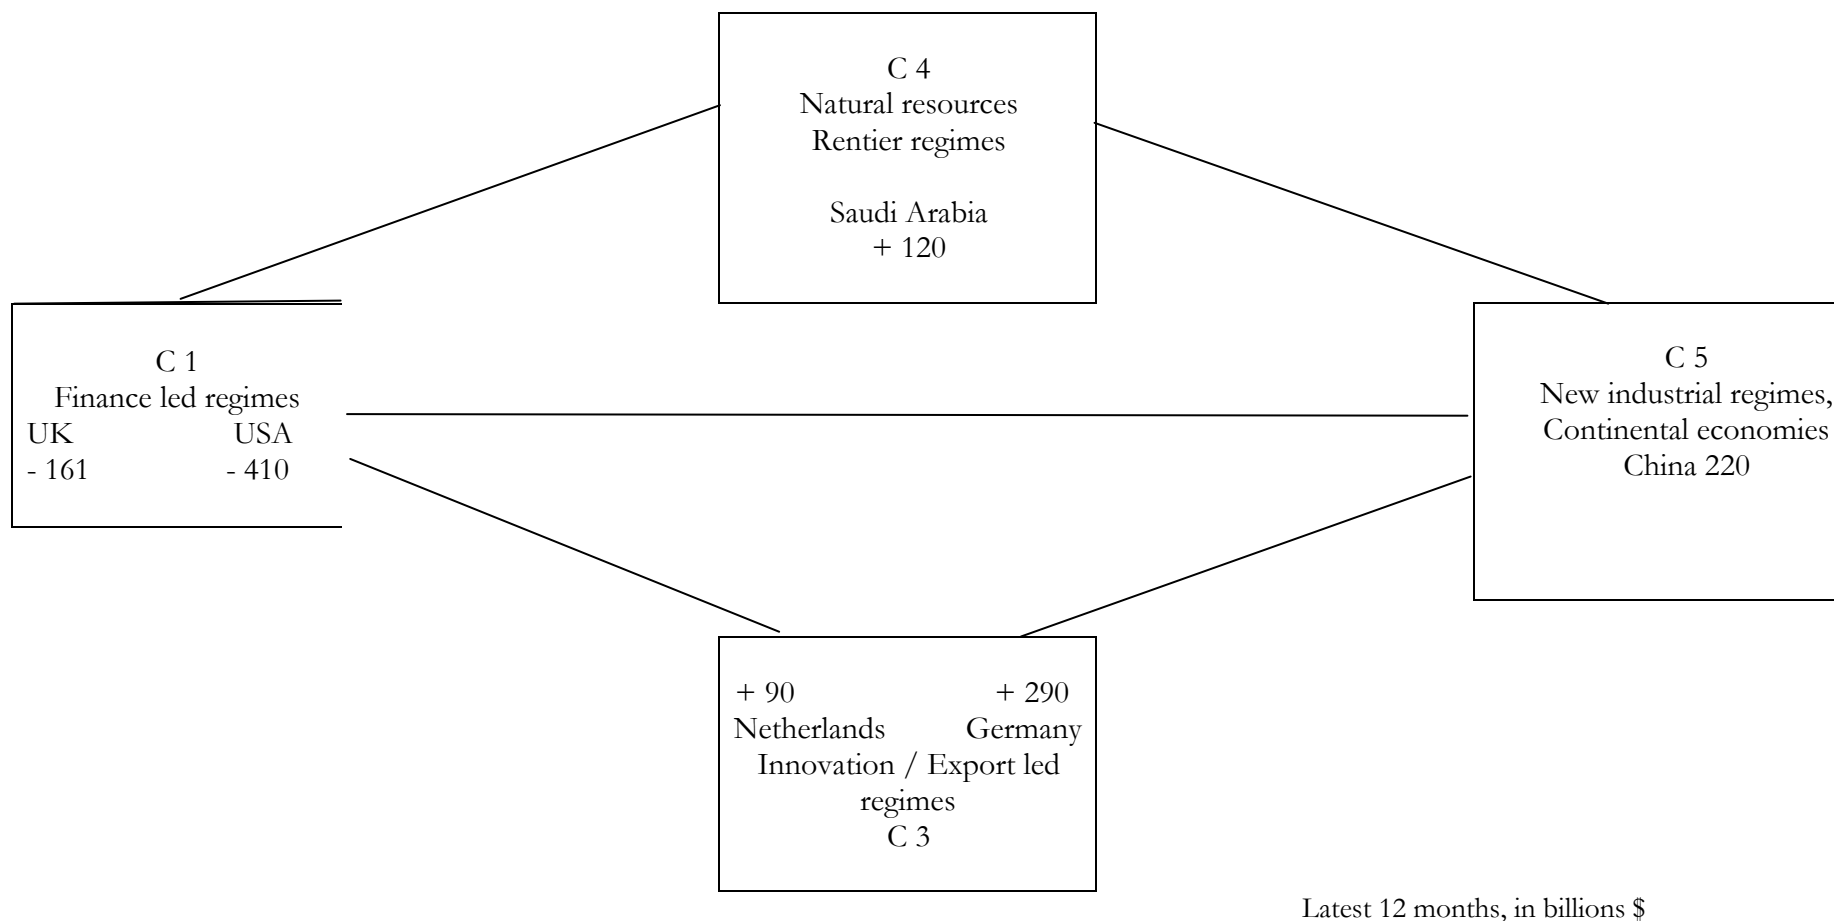 C 4
Natural resources
Rentier regimes
Saudi Arabia
+ 120
C 1
Finance led regimes
UK USA
- 161 - 410
C 5
New industrial regimes,
Continental economies
China 220
+ 90 + 290
Netherlands Germany
Innovation / Export led
regimes
C 3
Latest 12 months, in billions $